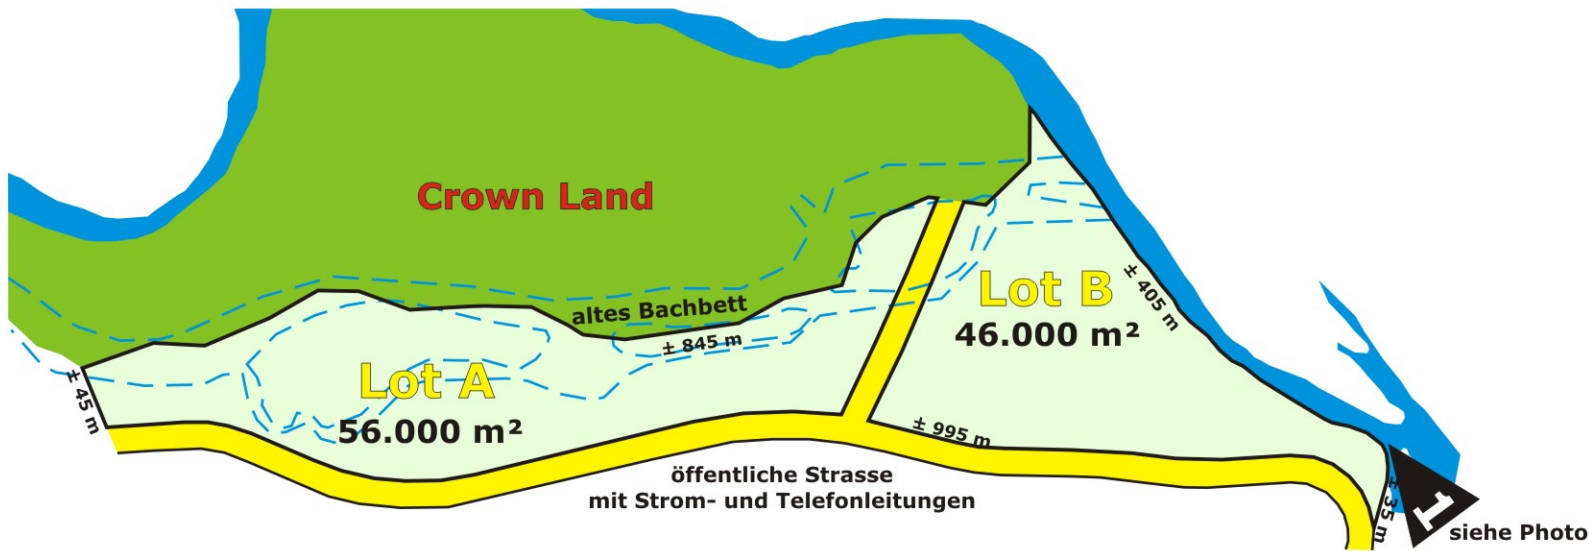 Crown Land
altes Bachbett
± 845 m
Lot B
46.000 m²
± 405 m
Lot A
56.000 m²
± 45 m
± 995 m
öffentliche Strasse
mit Strom- und Telefonleitungen
± 35 m
1
siehe Photo